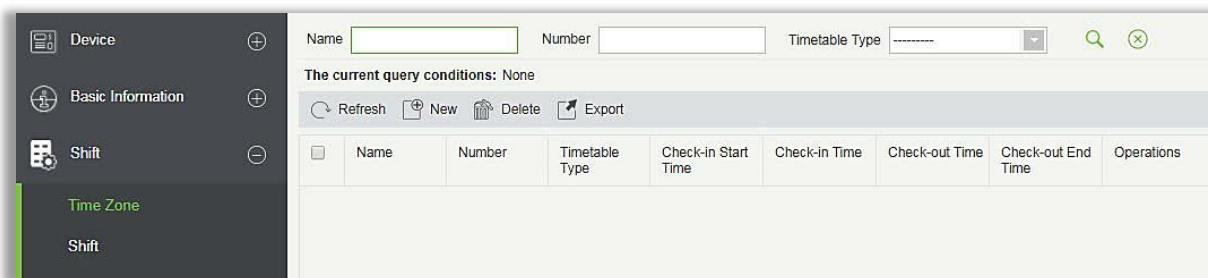 Device
Basic Information
Shift
Time Zone
Shift
Name Number Timetable Type ---------
The current query conditions: None
Refresh New Delete Export
Name Number Timetable Type Check-in Start Time Check-in Time Check-out Time Check-out End Time Operations